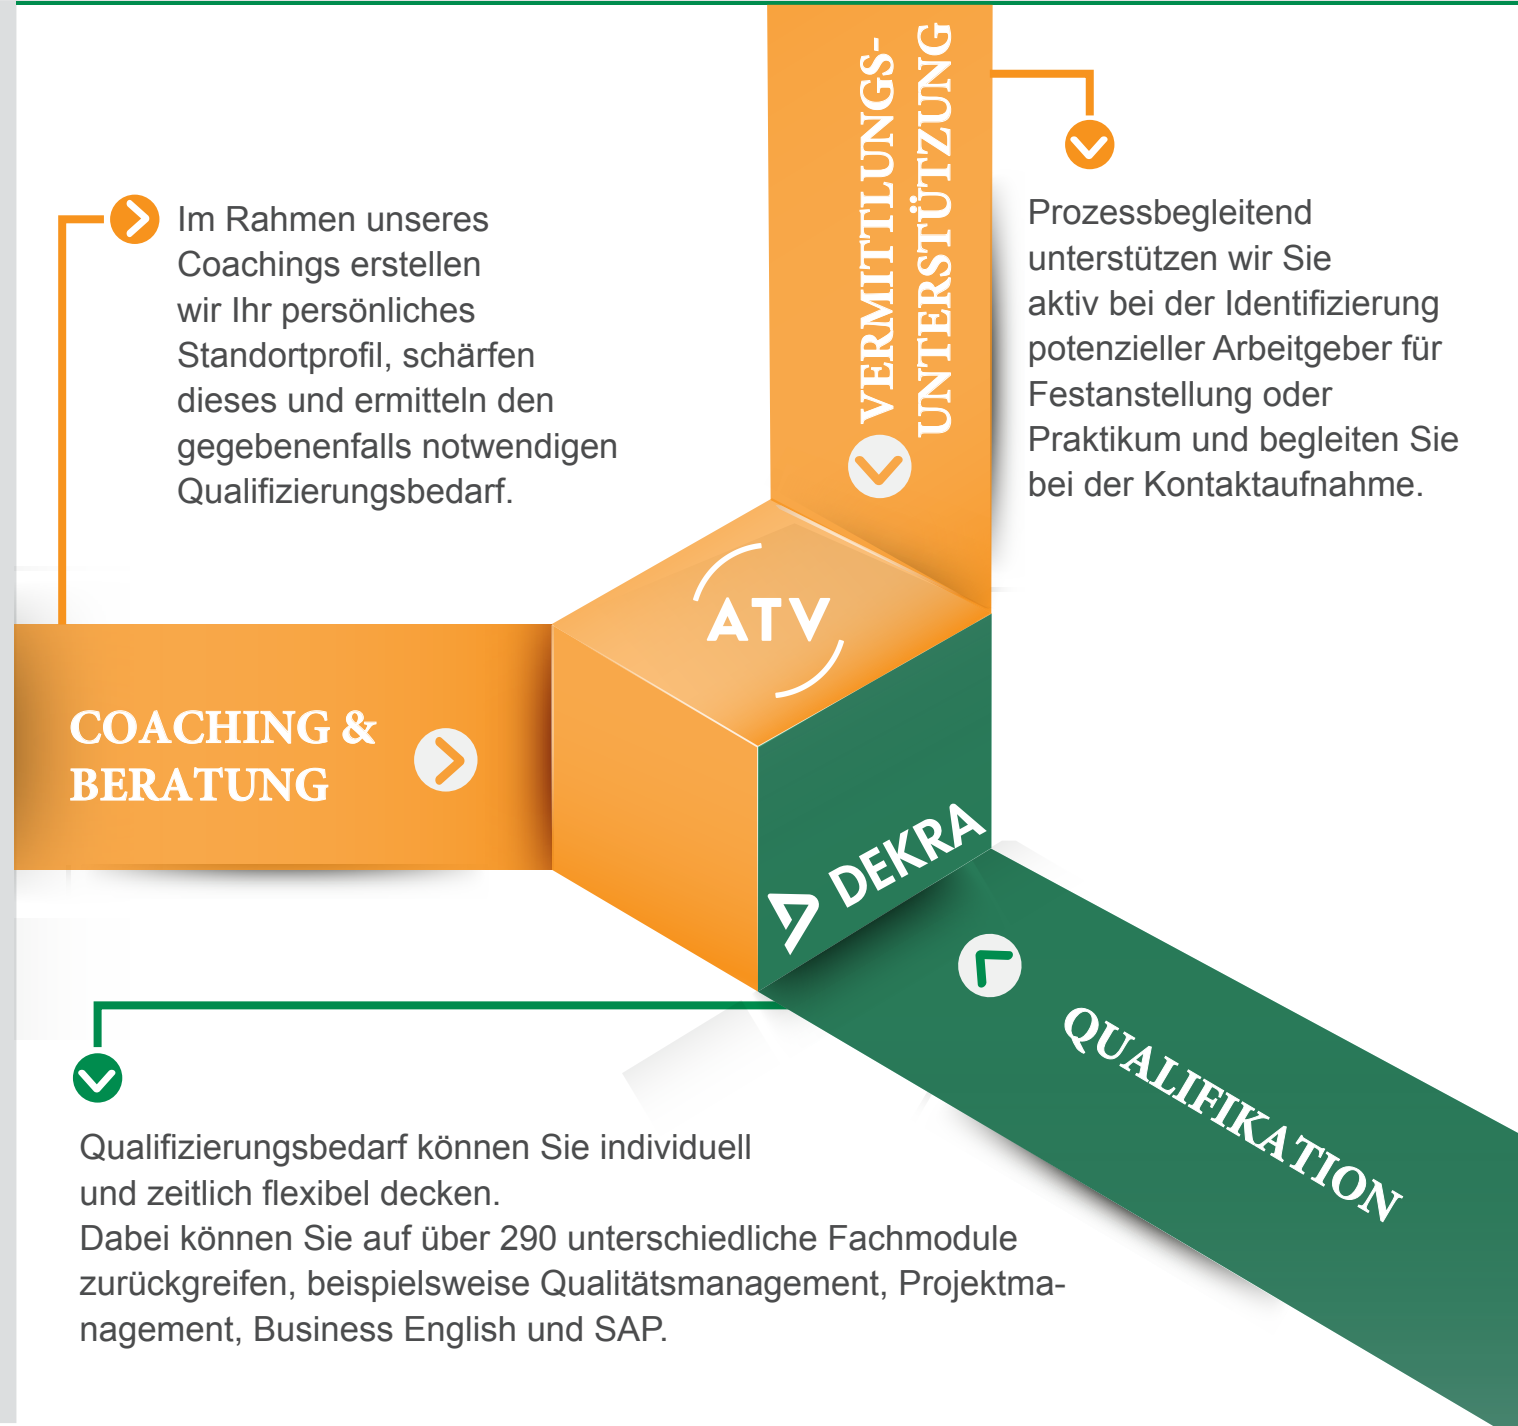 VERMITTLUNGS-
UNTERSTÜTZUNG
Im Rahmen unseres
Coachings erstellen
wir Ihr persönliches
Standortprofil, schärfen
dieses und ermitteln den
gegebenenfalls notwendigen
Qualifizierungsbedarf.
Prozessbegleitend
unterstützen wir Sie
aktiv bei der Identifizierung
potenzieller Arbeitgeber für
Festanstellung oder
Praktikum und begleiten Sie
bei der Kontaktaufnahme.
ATV
COACHING &
BERATUNG
DEKRA
QUALIFIKATION
Qualifizierungsbedarf können Sie individuell
und zeitlich flexibel decken.
Dabei können Sie auf über 290 unterschiedliche Fachmodule
zurückgreifen, beispielsweise Qualitätsmanagement, Projektma-
nagement, Business English und SAP.